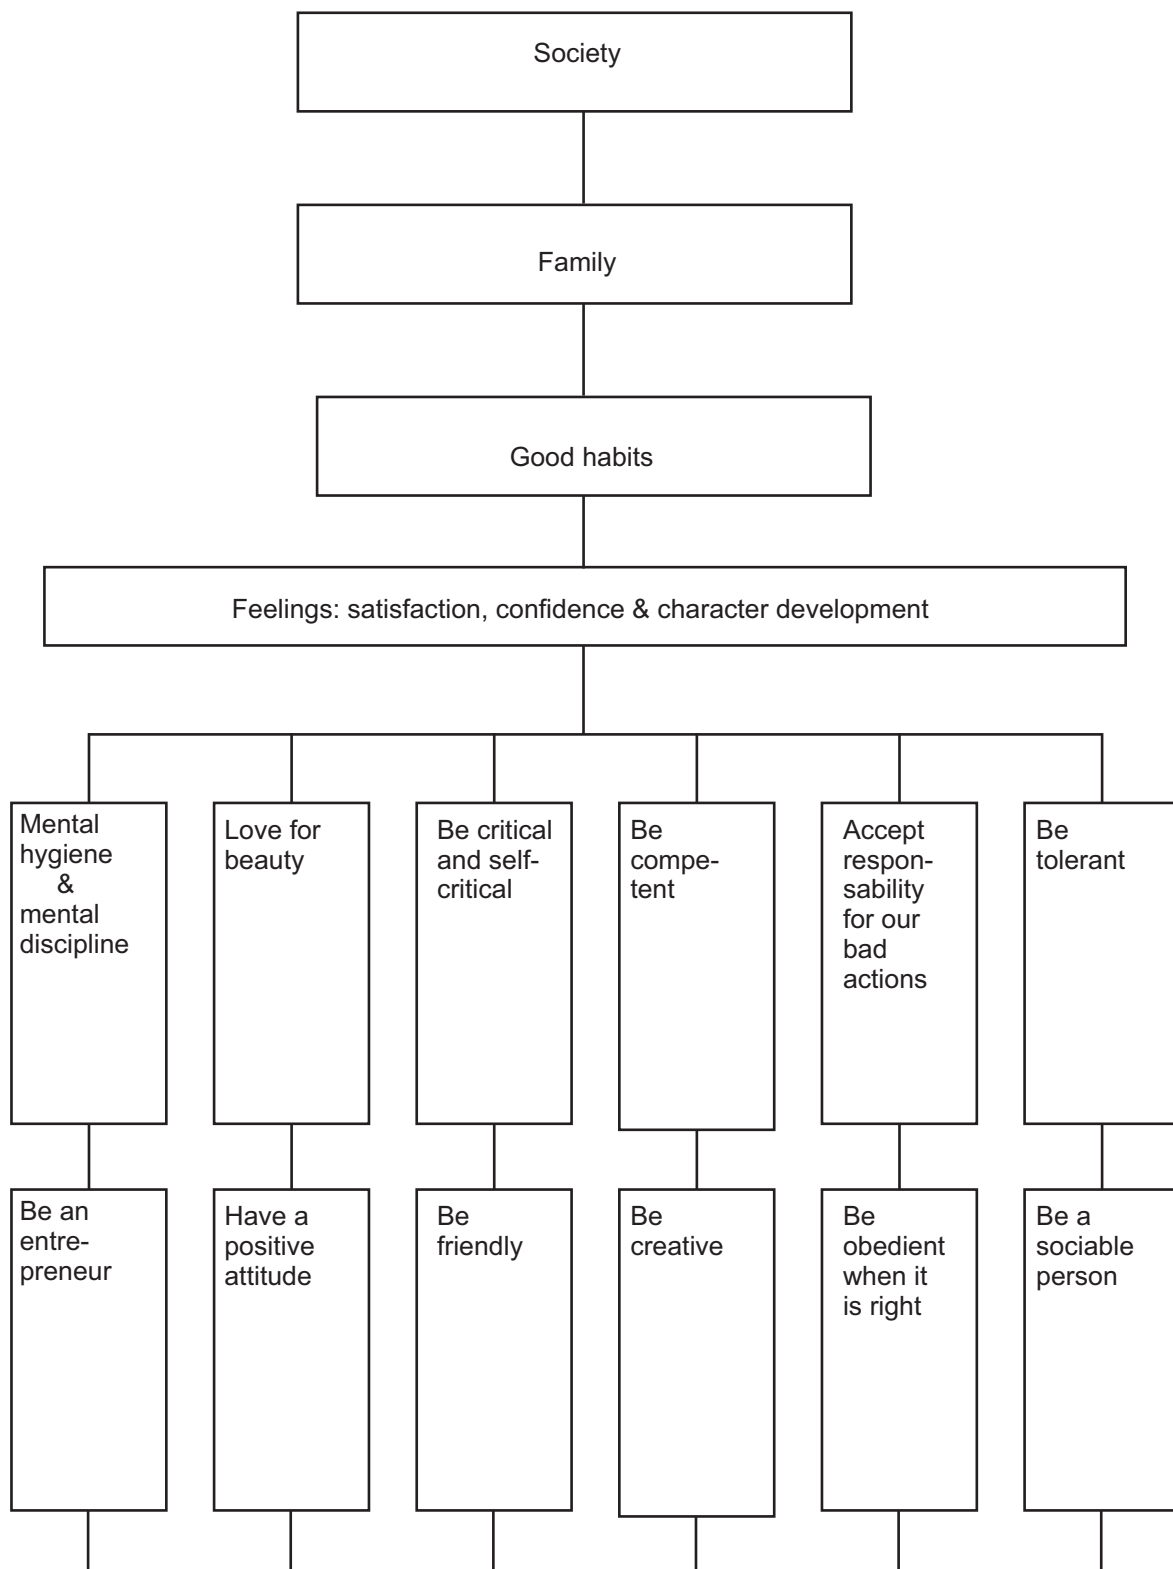 Society
Family
Good habits
Feelings: satisfaction, confidence & character development
Mental
hygiene
&
mental
discipline
Love for
beauty
Be critical
and self-
critical
Be
compe-
tent
Accept
respon-
sability
for our
bad
actions
Be
tolerant
Be an
entre-
preneur
Have a
positive
attitude
Be
friendly
Be
creative
Be
obedient
when it
is right
Be a
sociable
person